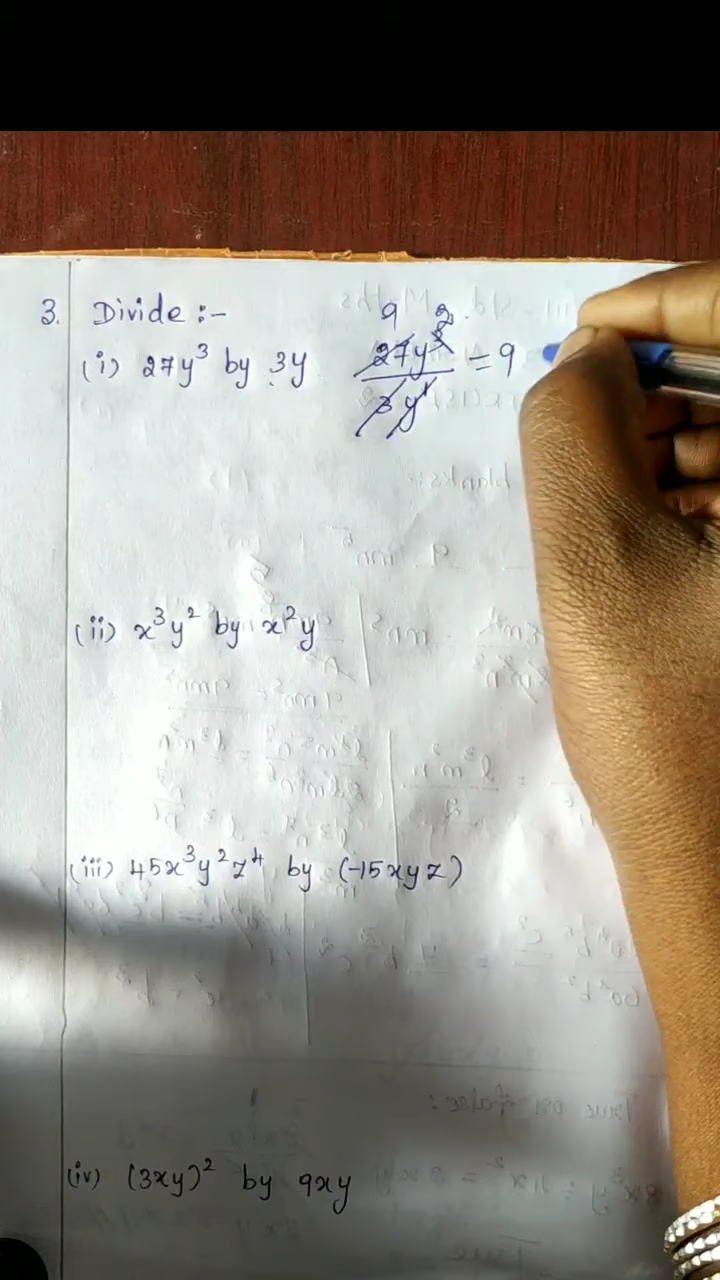 3. Divide :-
(i) 27y³ by 3y
9 2
27y³ / 3y¹ = 9
(ii) x³y² by x²y
(iii) 45x³y²z⁴ by (-15xyz)
(iv) (3xy)² by 9xy